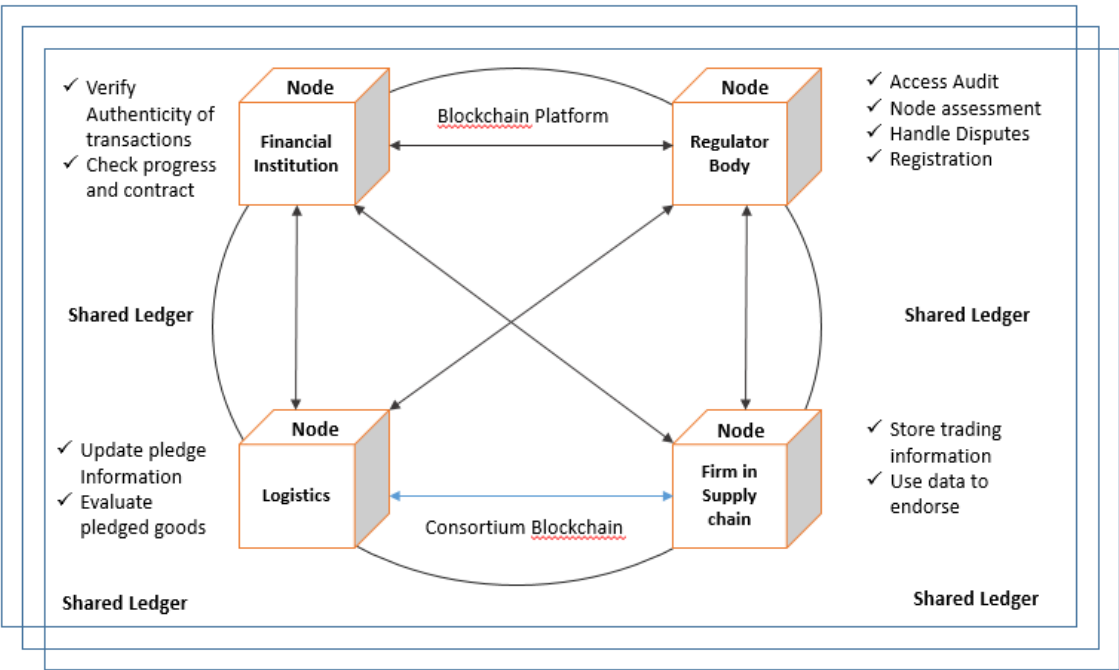 Verify
Authenticity of
transactions
Check progress
and contract
Node
Financial
Institution
Blockchain Platform
Node
Regulator
Body
Access Audit
Node assessment
Handle Disputes
Registration
Shared Ledger
Shared Ledger
Update pledge
Information
Evaluate
pledged goods
Node
Logistics
Consortium Blockchain
Node
Firm in
Supply
chain
Store trading
information
Use data to
endorse
Shared Ledger
Shared Ledger